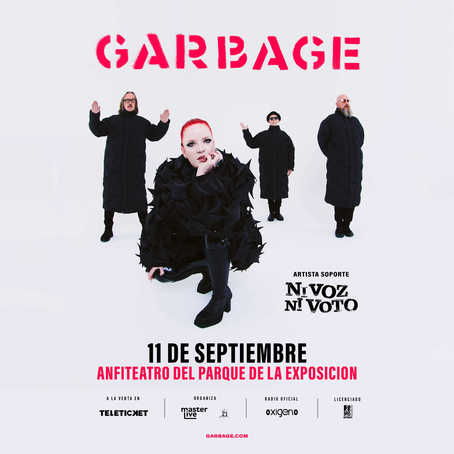 GARBAGE
ARTISTA SOPORTE
NI VOZ
NI VOTO
11 DE SEPTIEMBRE
ANFITEATRO DEL PARQUE DE LA EXPOSICION
A LA VENTA EN
TELETICKET
ORGANIZA
master
live
RADIO OFICIAL
oxigeno
LICENCIADO
GARBAGE.COM